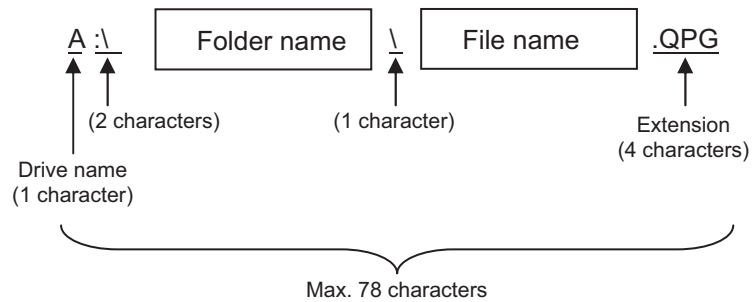 A :\ Folder name \ File name .QPG
(2 characters) (1 character) Extension
(4 characters)
Drive name
(1 character)
Max. 78 characters